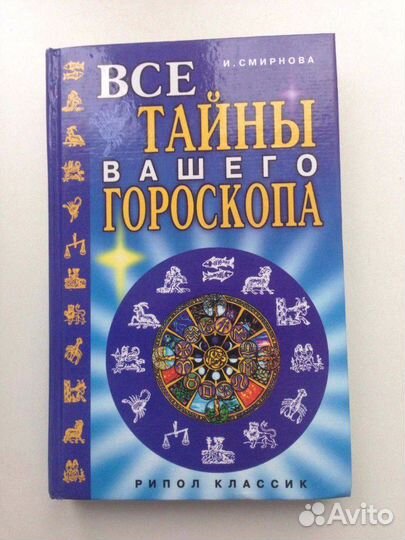 И. СМИРНОВА
ВСЕ
ТАЙНЫ
ВАШЕГО
ГОРОСКОПА
РИПОЛ КЛАССИК
Avito